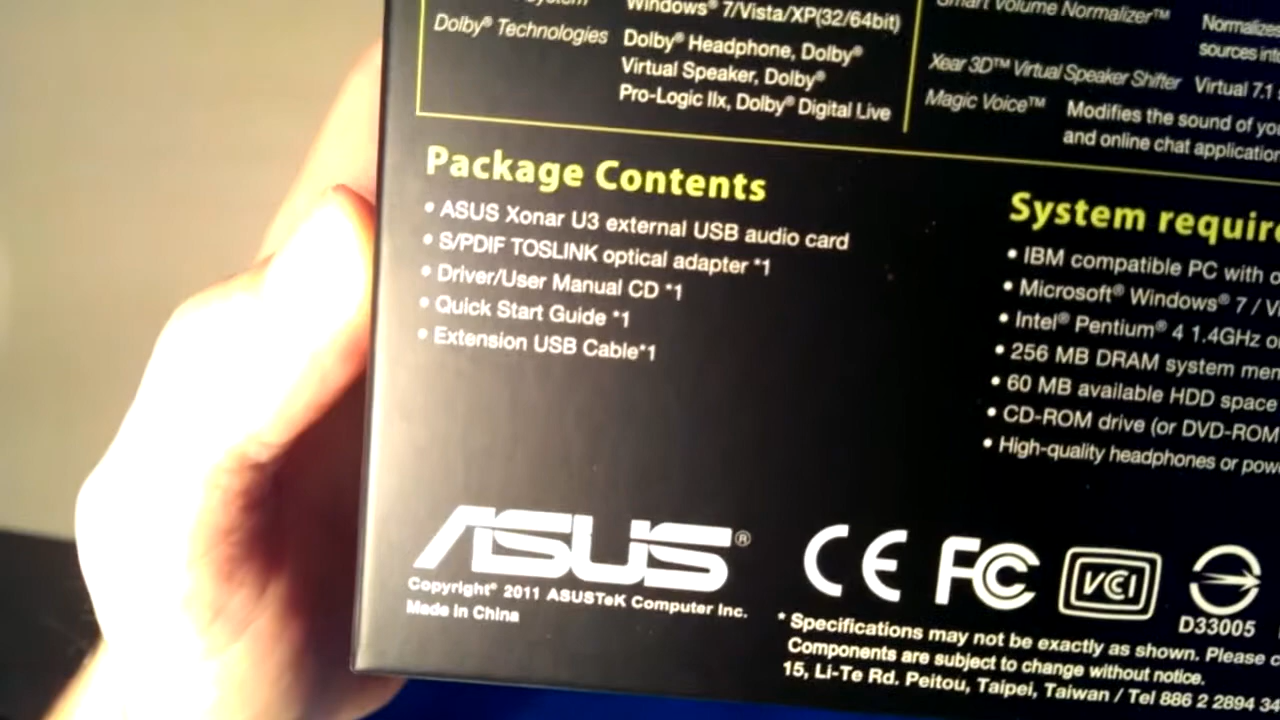 Windows® 7/Vista/XP(32/64bit)
Dolby® Technologies Dolby® Headphone, Dolby®
Virtual Speaker, Dolby®
Pro-Logic IIx, Dolby® Digital Live
Smart Volume Normalizer™ Normalizes
sources
Xear 3D™ Virtual Speaker Shifter Virtual 7.1
Magic Voice™ Modifies the sound of
and online chat
Package Contents
• ASUS Xonar U3 external USB audio card
• S/PDIF TOSLINK optical adapter *1
• Driver/User Manual CD *1
• Quick Start Guide *1
• Extension USB Cable*1
System
• IBM compatible PC with
• Microsoft® Windows® 7 /
• Intel® Pentium® 4 1.4GHz
• 256 MB DRAM system
• 60 MB available HDD space
• CD-ROM drive (or DVD-ROM
• High-quality headphones or
ASUS®
Copyright® 2011 ASUSTeK Computer Inc.
Made in China
CE FC VCI
D33005
* Specifications may not be exactly as shown. Please
Components are subject to change without notice.
15, Li-Te Rd. Peitou, Taipei, Taiwan / Tel 886 2 2894